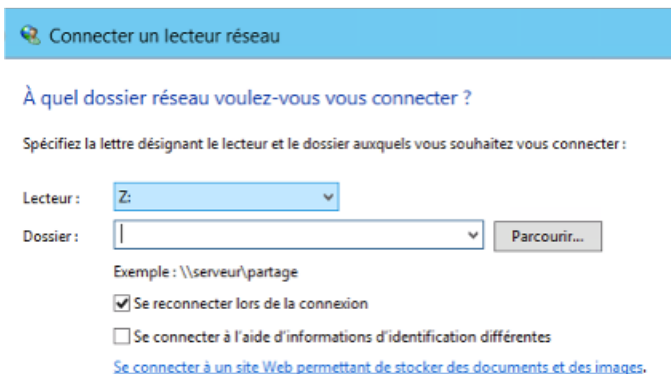 Connecter un lecteur réseau
À quel dossier réseau voulez-vous vous connecter ?
Spécifiez la lettre désignant le lecteur et le dossier auxquels vous souhaitez vous connecter :
Lecteur : Z:
Dossier : Parcourir...
Exemple : \\serveur\partage
Se reconnecter lors de la connexion
Se connecter à l'aide d'informations d'identification différentes
Se connecter à un site Web permettant de stocker des documents et des images.